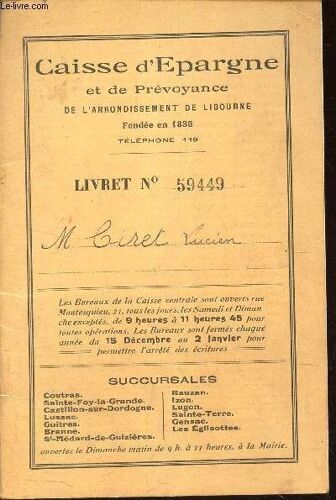 Caisse d'Epargne
et de Prévoyance
DE L'ARRONDISSEMENT DE LIBOURNE
Fondée en 1835
TÉLÉPHONE 119
LIVRET Nº 59449
M Ciret Lucien
Les Bureaux de la Caisse centrale sont ouverts rue
Montesquieu, 21, tous les jours, les Samedi et Diman
che exceptés, de 9 heures à 11 heures 45 pour
toutes opérations. Les Bureaux sont fermés chaque
année du 15 Décembre au 2 Janvier pour
permettre l'arrêté des écritures
SUCCURSALES
Coutras.
Sainte-Foy-la-Grande.
Castillon-sur-Dordogne.
Lussac.
Guîtres.
Branne.
St-Médard-de-Guizières.
Rauzan.
Izon.
Lugon.
Sainte-Terre.
Gensac.
Les Eglisottes.
ouvertes le Dimanche matin de 9 h. à 11 heures, à la Mairie.